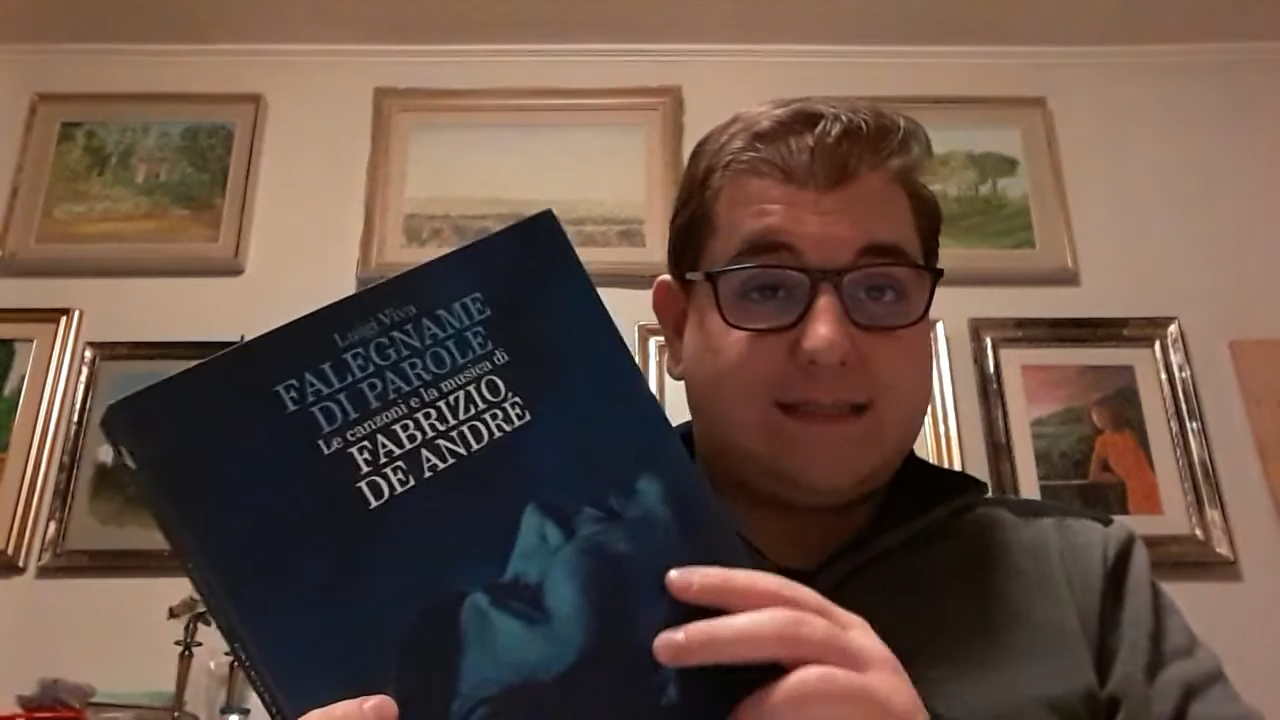 Luigi Viva
FALEGNAME
DI PAROLE
Le canzoni e la musica di
FABRIZIO
DE ANDRÉ